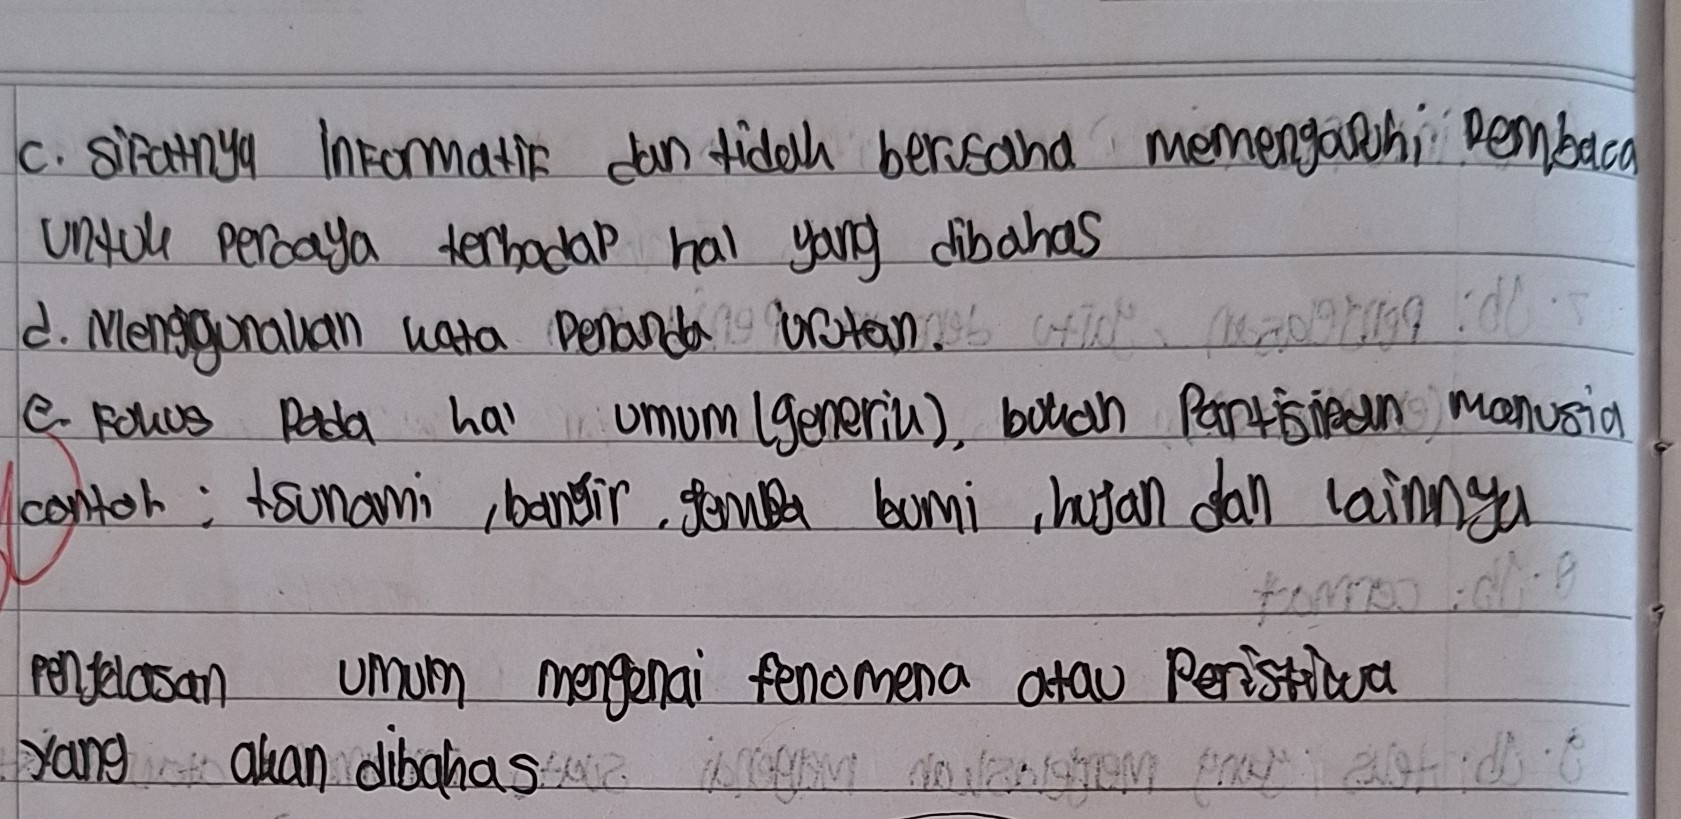 c. sifatnya informatif dan tidak berusaha memengaruhi pembaca
untuk percaya terhadap hal yang dibahas
d. Menggunakan kata penanda urutan.
e. Fokus pada hal umum (generik), bukan partisipan manusia
contoh : tsunami , banjir , gempa bumi , hujan dan lainnya
penjelasan umum mengenai fenomena atau peristiwa
yang akan dibahas